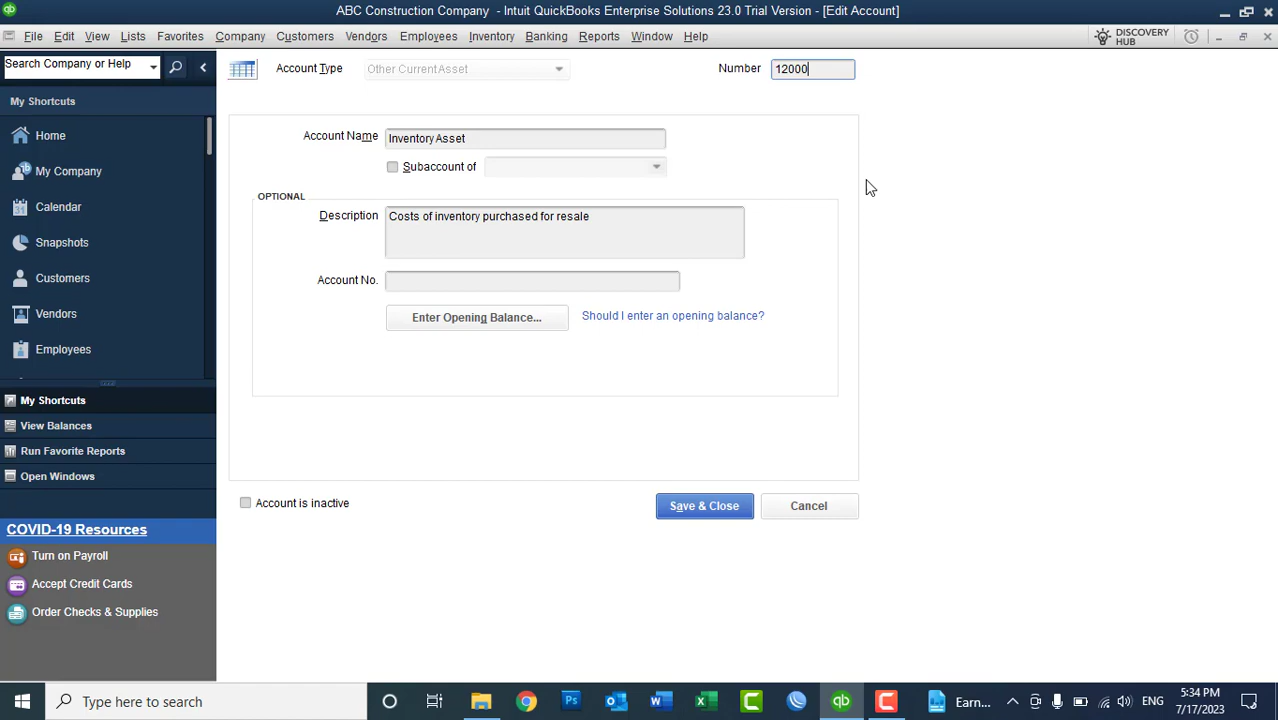 ABC Construction Company - Intuit QuickBooks Enterprise Solutions 23.0 Trial Version - [Edit Account]
File Edit View Lists Favorites Company Customers Vendors Employees Inventory Banking Reports Window Help DISCOVERY HUB
Search Company or Help
Account Type Other Current Asset Number 12000
My Shortcuts
Home
My Company
Calendar
Snapshots
Customers
Vendors
Employees
My Shortcuts
View Balances
Run Favorite Reports
Open Windows
COVID-19 Resources
Turn on Payroll
Accept Credit Cards
Order Checks & Supplies
Account Name Inventory Asset
Subaccount of
OPTIONAL
Description Costs of inventory purchased for resale
Account No.
Enter Opening Balance... Should I enter an opening balance?
Account is inactive Save & Close Cancel
Type here to search Earn... ENG 5:34 PM
7/17/2023